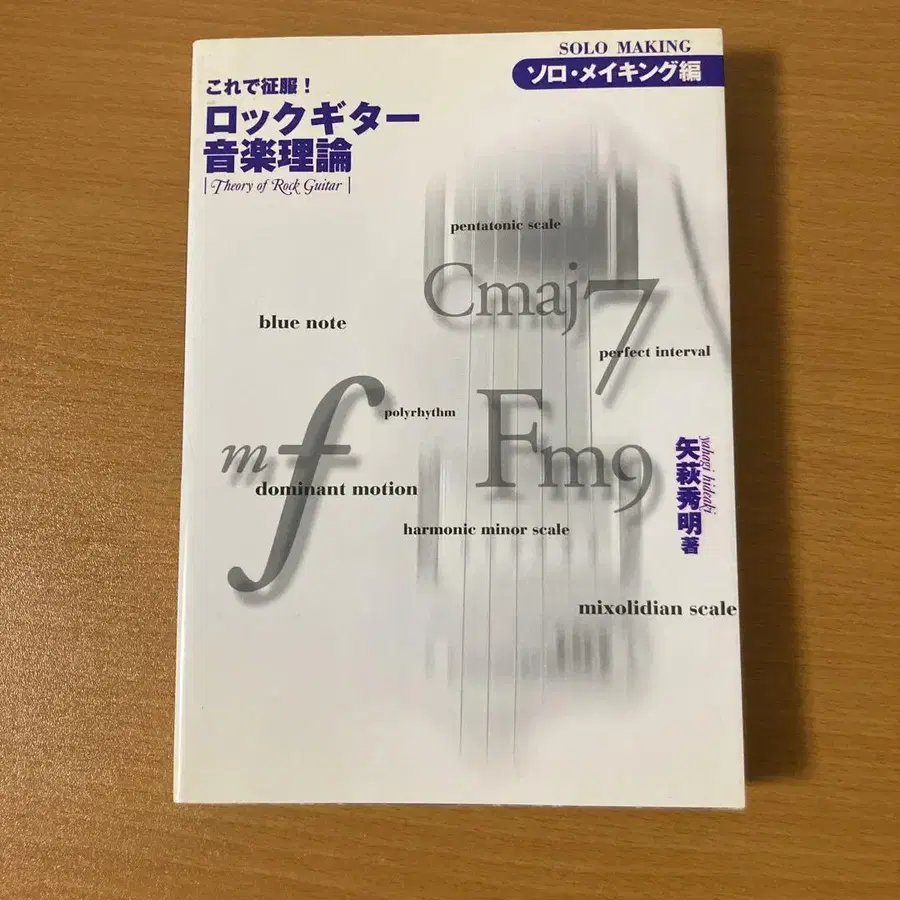 SOLO MAKING
ソロ・メイキング編
これで征服!
ロックギター
音楽理論
Theory of Rock Guitar
pentatonic scale
Cmaj7
blue note
perfect interval
polyrhythm
mf
Fm9
dominant motion
harmonic minor scale
yahagi hideaki
矢萩秀明 著
mixolidian scale